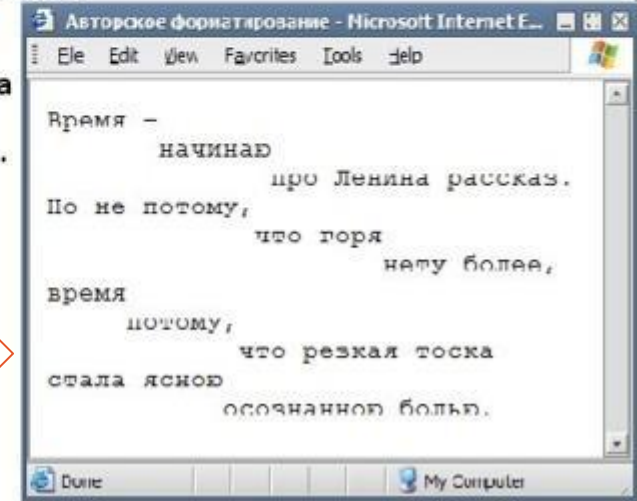 Авторское форматирование - Microsoft Internet E...
File Edit View Favorites Tools Help
а
.
Время –
начинаю
про Ленина рассказ.
Но не потому,
что горя
нету более,
время
потому,
что резкая тоска
стала ясною
осознанною болью.
Done My Computer